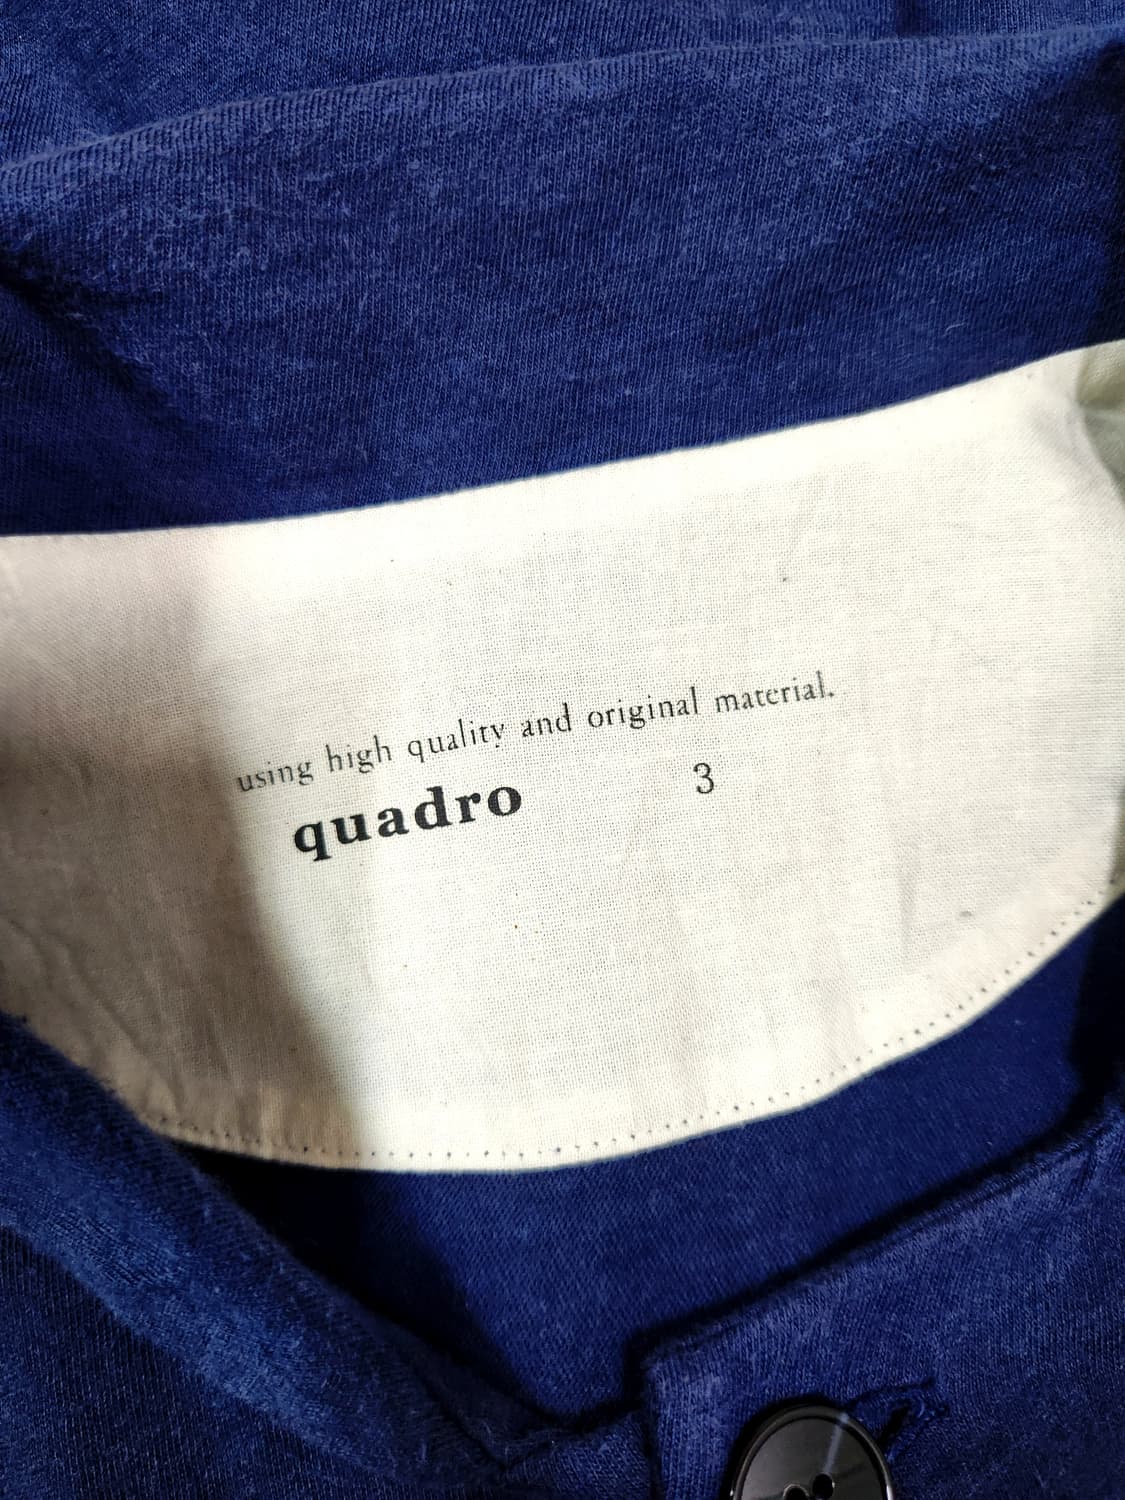 using high quality and original material.
quadro 3